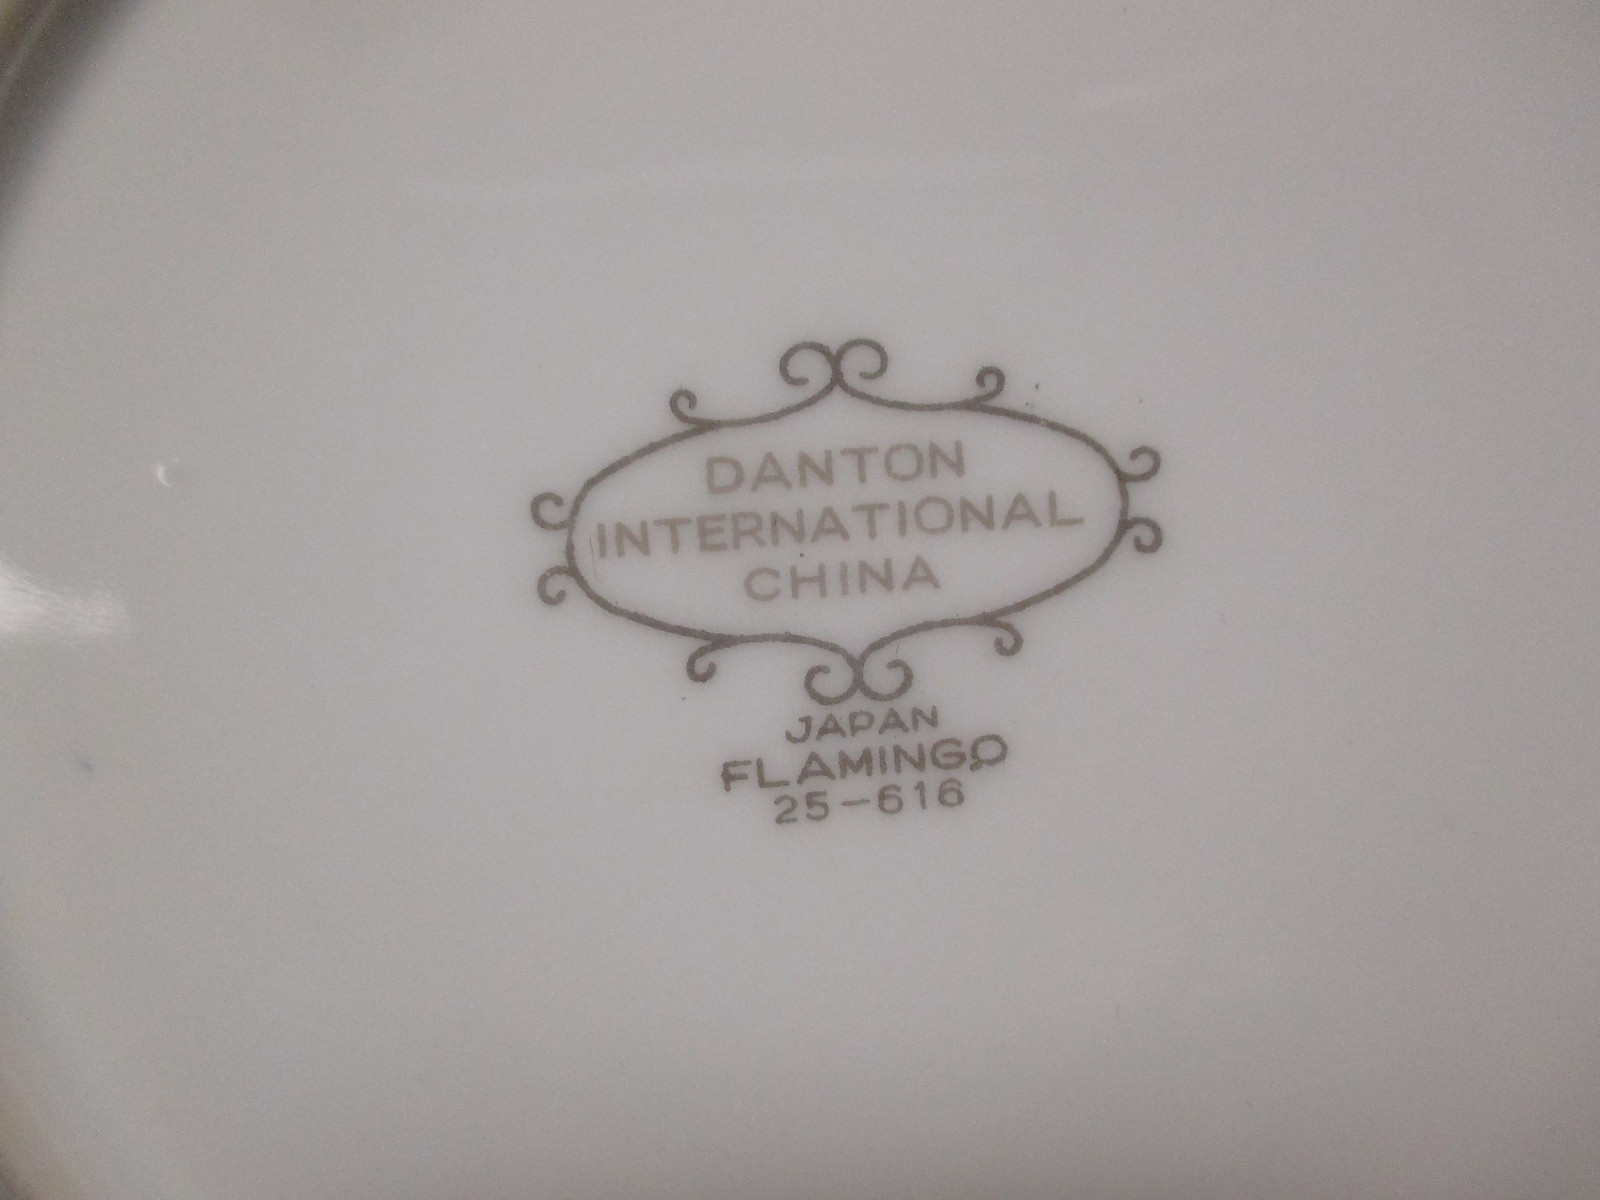 DANTON
INTERNATIONAL
CHINA
JAPAN
FLAMINGO
25-616